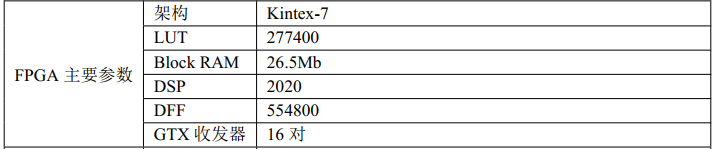 架构 Kintex-7
LUT 277400
Block RAM 26.5Mb
FPGA 主要参数
DSP 2020
DFF 554800
GTX 收发器 16 对